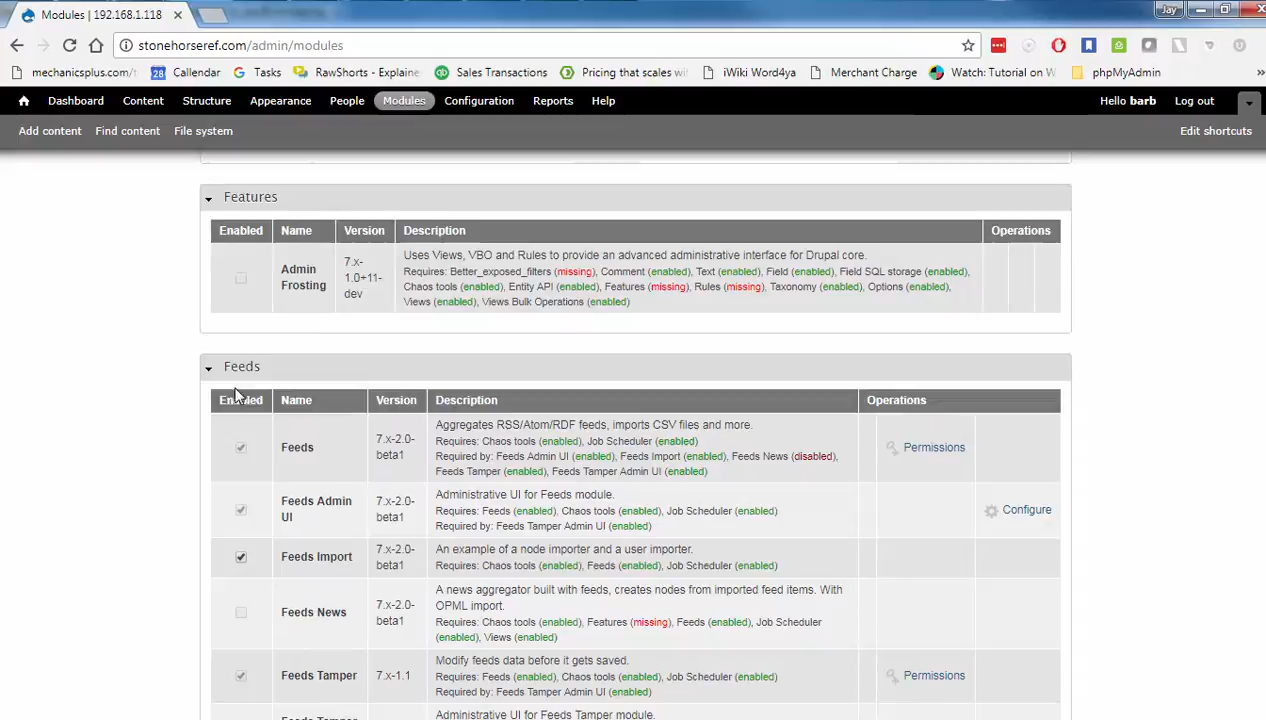 Modules | 192.168.1.118
Jay
stonehorseref.com/admin/modules
mechanicsplus.com/
28 Callendar
Tasks
RawShorts - Explaine
Sales Transactions
Pricing that scales wi
iWiki Word4ya
Merchant Charge
Watch: Tutorial on W
phpMyAdmin
Dashboard Content Structure Appearance People Modules Configuration Reports Help
Hello barb Log out
Add content Find content File system
Edit shortcuts
Features
Enabled Name Version Description Operations
Admin Frosting
7.x-1.0+11-dev
Uses Views, VBO and Rules to provide an advanced administrative interface for Drupal core.
Requires: Better_exposed_filters (missing), Comment (enabled), Text (enabled), Field (enabled), Field SQL storage (enabled),
Chaos tools (enabled), Entity API (enabled), Features (missing), Rules (missing), Taxonomy (enabled), Options (enabled),
Views (enabled), Views Bulk Operations (enabled)
Feeds
Enabled Name Version Description Operations
Feeds
7.x-2.0-beta1
Aggregates RSS/Atom/RDF feeds, imports CSV files and more.
Requires: Chaos tools (enabled), Job Scheduler (enabled)
Required by: Feeds Admin UI (enabled), Feeds Import (enabled), Feeds News (disabled),
Feeds Tamper (enabled), Feeds Tamper Admin UI (enabled)
Permissions
Feeds Admin UI
7.x-2.0-beta1
Administrative UI for Feeds module.
Requires: Feeds (enabled), Chaos tools (enabled), Job Scheduler (enabled)
Required by: Feeds Tamper Admin UI (enabled)
Configure
Feeds Import
7.x-2.0-beta1
An example of a node importer and a user importer.
Requires: Chaos tools (enabled), Feeds (enabled), Job Scheduler (enabled)
Feeds News
7.x-2.0-beta1
A news aggregator built with feeds, creates nodes from imported feed items. With
OPML import.
Requires: Chaos tools (enabled), Features (missing), Feeds (enabled), Job Scheduler
(enabled), Views (enabled)
Feeds Tamper
7.x-1.1
Modify feeds data before it gets saved.
Requires: Feeds (enabled), Chaos tools (enabled), Job Scheduler (enabled)
Required by: Feeds Tamper Admin UI (enabled)
Permissions
Feeds Tamper
Administrative UI for Feeds Tamper module.